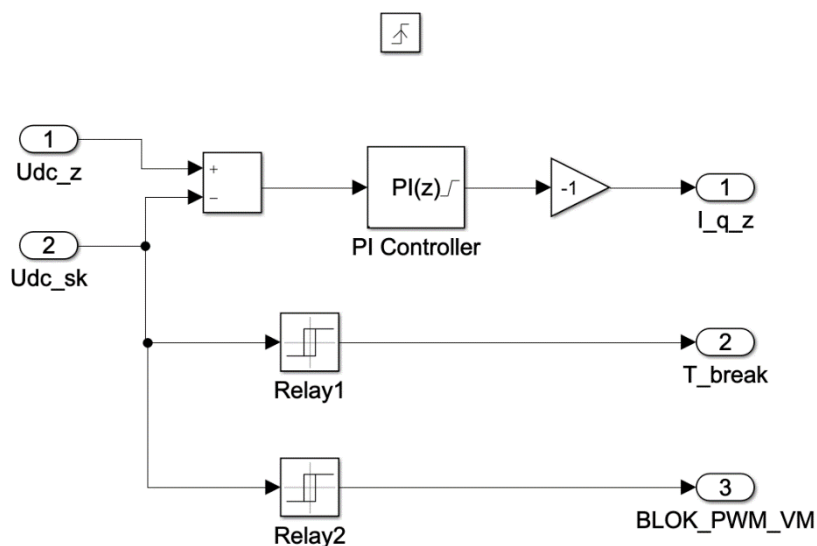 1
Udc_z
+
−
PI(z)
PI Controller
-1
1
I_q_z
2
Udc_sk
Relay1
2
T_break
Relay2
3
BLOK_PWM_VM